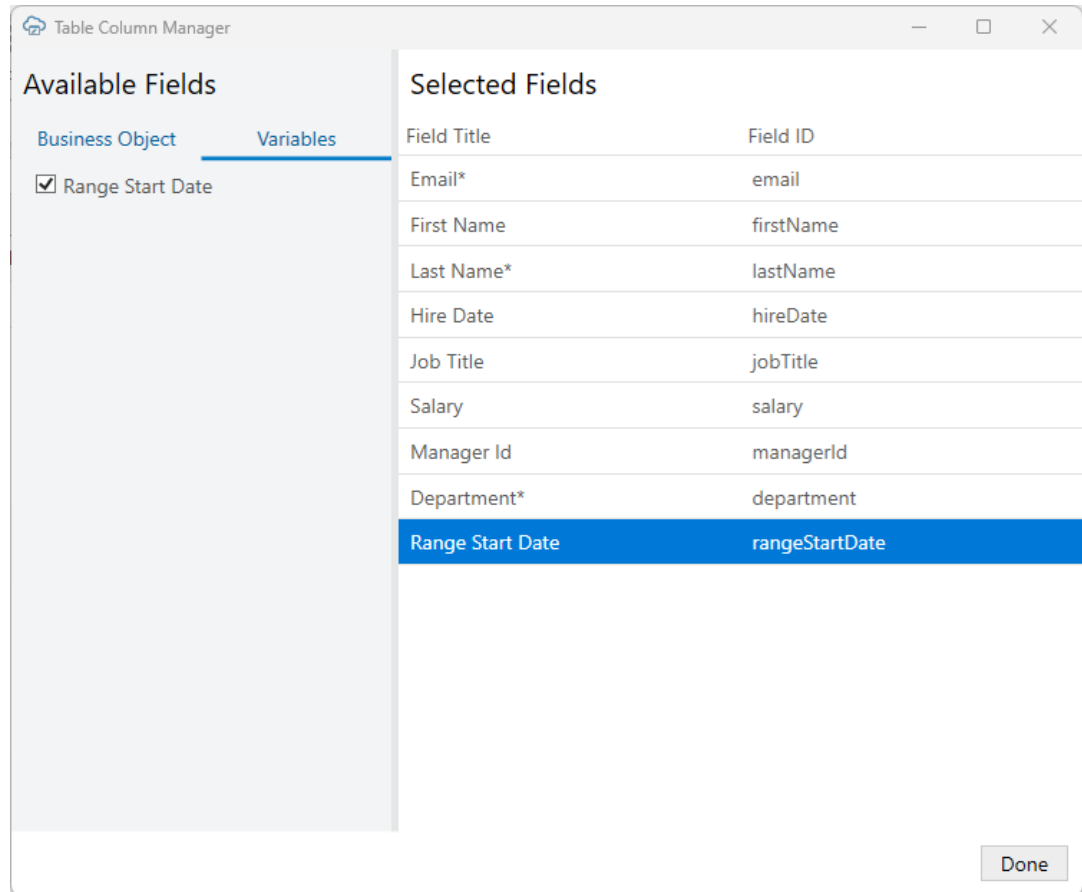 Table Column Manager
Available Fields
Business Object Variables
Range Start Date
Selected Fields
Field Title Field ID
Email* email
First Name firstName
Last Name* lastName
Hire Date hireDate
Job Title jobTitle
Salary salary
Manager Id managerId
Department* department
Range Start Date rangeStartDate
Done